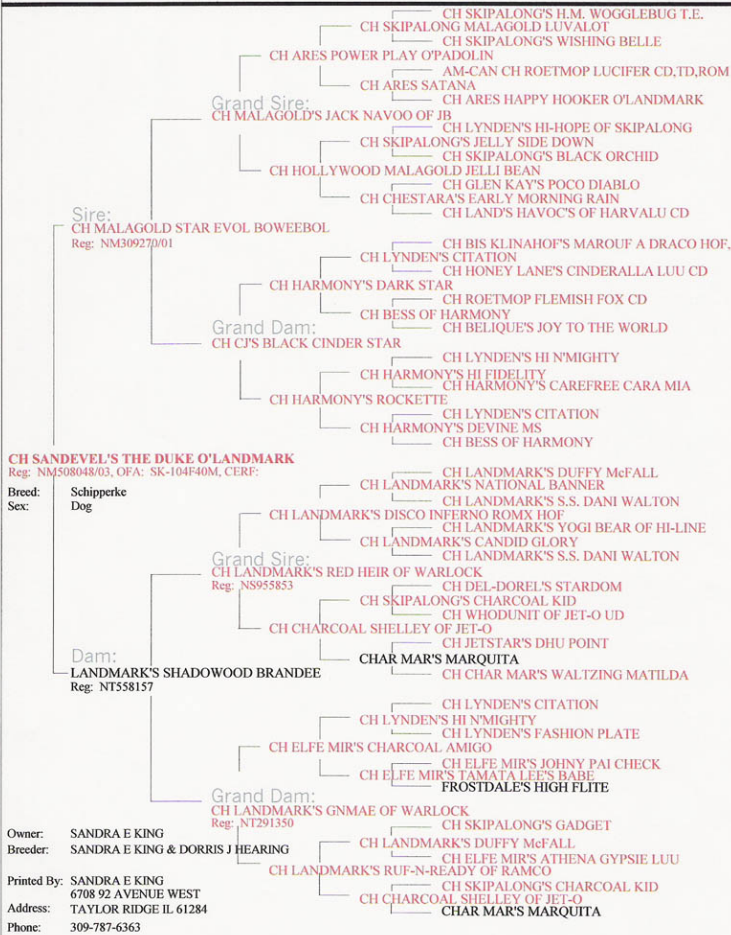 CH SKIPALONG'S H.M. WOGGLEBUG T.E.
CH SKIPALONG MALAGOLD LUVALOT
CH SKIPALONG'S WISHING BELLE
CH ARES POWER PLAY O'PADOLIN
AM-CAN CH ROETMOP LUCIFER CD,TD,ROM
CH ARES SATANA
CH ARES HAPPY HOOKER O'LANDMARK
Grand Sire:
CH MALAGOLD'S JACK NAVOO OF JB
CH LYNDEN'S HI-HOPE OF SKIPALONG
CH SKIPALONG'S JELLY SIDE DOWN
CH SKIPALONG'S BLACK ORCHID
CH HOLLYWOOD MALAGOLD JELLI BEAN
CH GLEN KAY'S POCO DIABLO
CH CHESTARA'S EARLY MORNING RAIN
CH LAND'S HAVOC'S OF HARVALU CD
Sire:
CH MALAGOLD STAR EVOL BOWEEBOL
Reg: NM309270/01
CH BIS KLINAHOF'S MAROUF A DRACO HOF,
CH LYNDEN'S CITATION
CH HONEY LANE'S CINDERALLA LUU CD
CH HARMONY'S DARK STAR
CH ROETMOP FLEMISH FOX CD
CH BESS OF HARMONY
CH BELIQUE'S JOY TO THE WORLD
Grand Dam:
CH CJ'S BLACK CINDER STAR
CH LYNDEN'S HI N'MIGHTY
CH HARMONY'S HI FIDELITY
CH HARMONY'S CAREFREE CARA MIA
CH HARMONY'S ROCKETTE
CH LYNDEN'S CITATION
CH HARMONY'S DEVINE MS
CH BESS OF HARMONY
CH SANDEVEL'S THE DUKE O'LANDMARK
Reg: NM508048/03, OFA: SK-104F40M, CERF:
Breed: Schipperke
Sex: Dog
CH LANDMARK'S DUFFY McFALL
CH LANDMARK'S NATIONAL BANNER
CH LANDMARK'S S.S. DANI WALTON
CH LANDMARK'S DISCO INFERNO ROMX HOF
CH LANDMARK'S YOGI BEAR OF HI-LINE
CH LANDMARK'S CANDID GLORY
CH LANDMARK'S S.S. DANI WALTON
Grand Sire:
CH LANDMARK'S RED HEIR OF WARLOCK
Reg: NS955853
CH DEL-DOREL'S STARDOM
CH SKIPALONG'S CHARCOAL KID
CH WHODUNIT OF JET-O UD
CH CHARCOAL SHELLEY OF JET-O
CH JETSTAR'S DHU POINT
CHAR MAR'S MARQUITA
CH CHAR MAR'S WALTZING MATILDA
Dam:
LANDMARK'S SHADOWOOD BRANDEE
Reg: NT558157
CH LYNDEN'S CITATION
CH LYNDEN'S HI N'MIGHTY
CH LYNDEN'S FASHION PLATE
CH ELFE MIR'S CHARCOAL AMIGO
CH ELFE MIR'S JOHNY PAI CHECK
CH ELFE MIR'S TAMATA LEE'S BABE
FROSTDALE'S HIGH FLITE
Grand Dam:
CH LANDMARK'S GNMAE OF WARLOCK
Reg: NT291350
CH SKIPALONG'S GADGET
CH LANDMARK'S DUFFY McFALL
CH ELFE MIR'S ATHENA GYPSIE LUU
CH LANDMARK'S RUF-N-READY OF RAMCO
CH SKIPALONG'S CHARCOAL KID
CH CHARCOAL SHELLEY OF JET-O
CHAR MAR'S MARQUITA
Owner: SANDRA E KING
Breeder: SANDRA E KING & DORRIS J HEARING
Printed By: SANDRA E KING
6708 92 AVENUE WEST
Address: TAYLOR RIDGE IL 61284
Phone: 309-787-6363